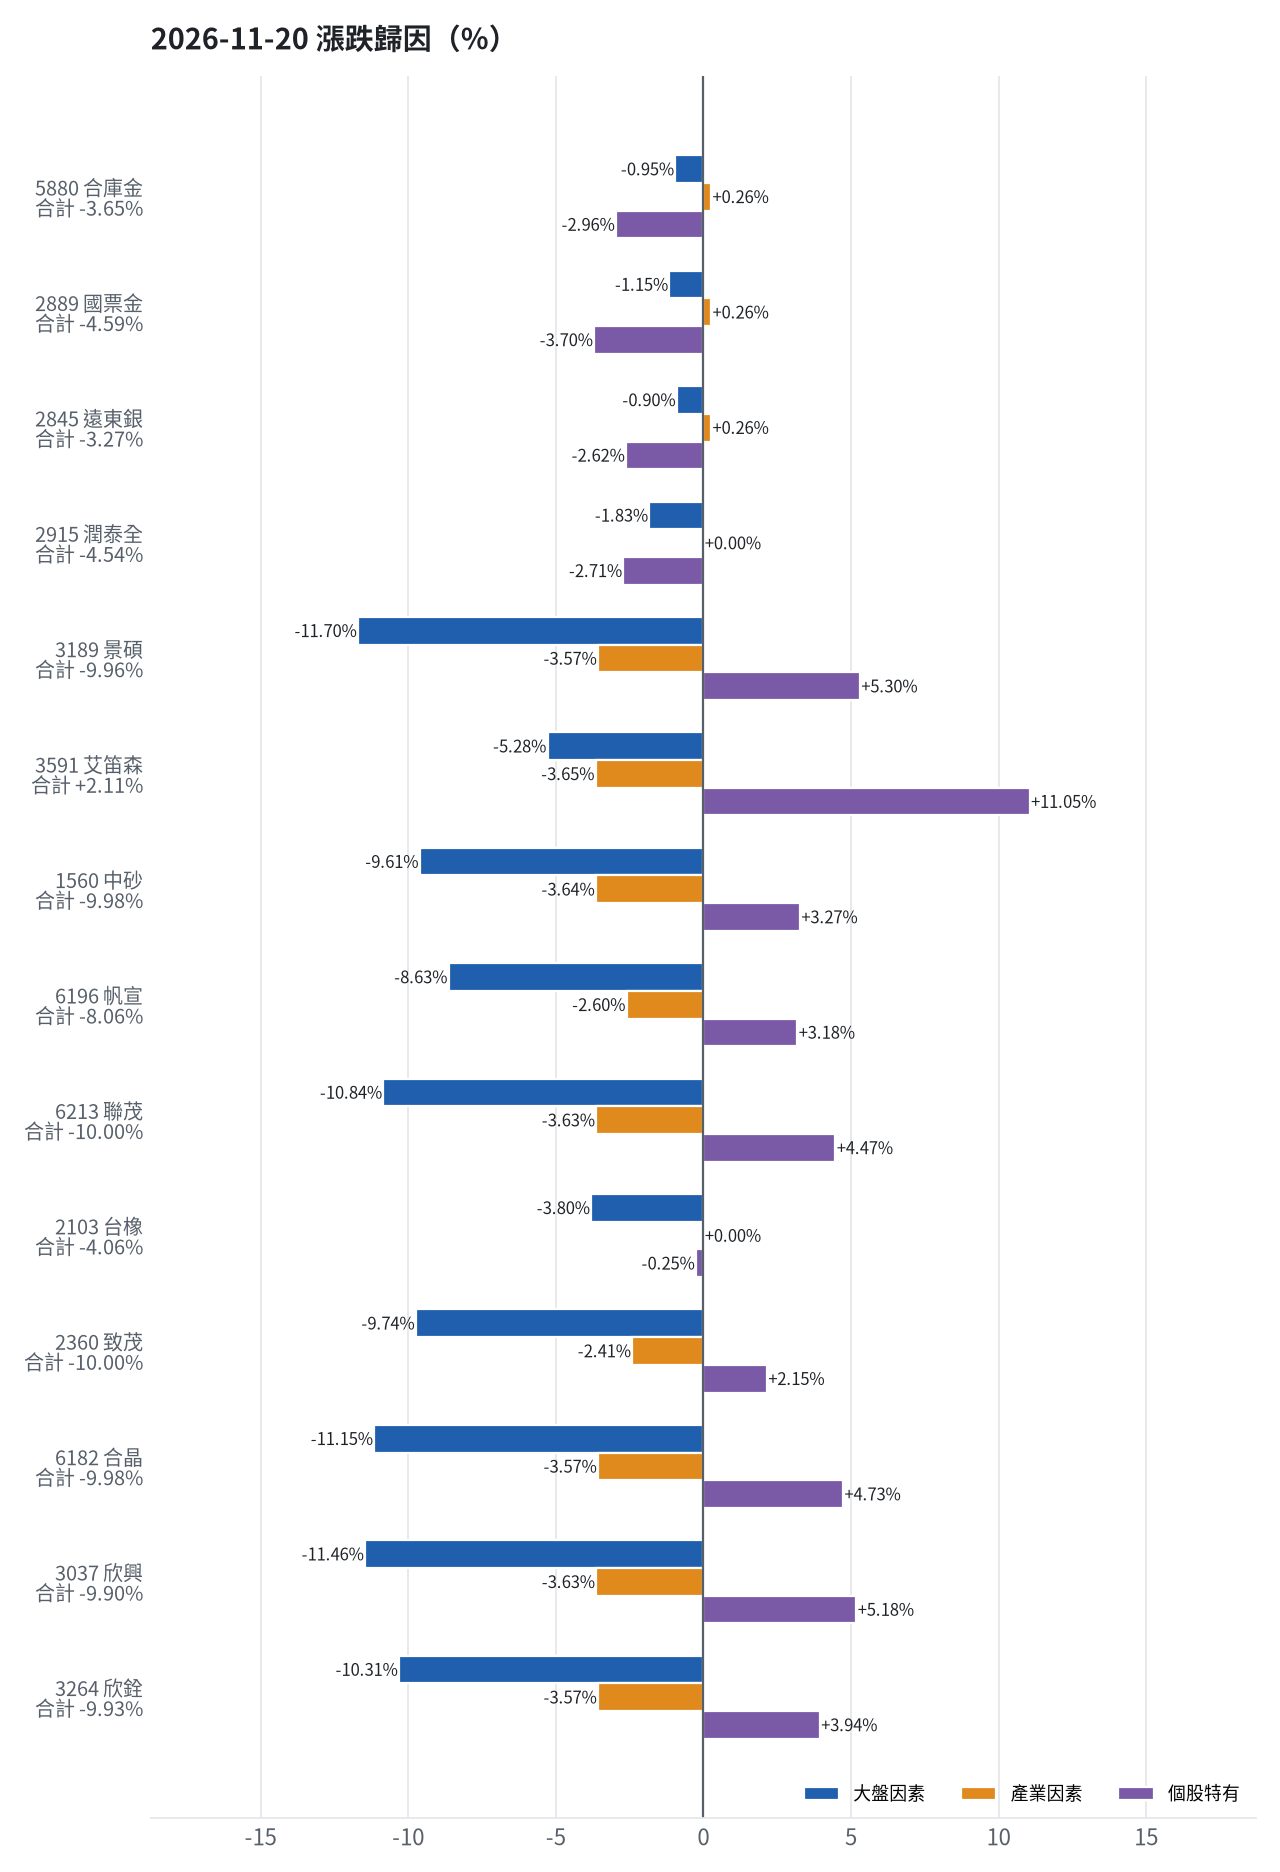 2026-11-20 漲跌歸因（%）
5880 合庫金
合計 -3.65%
-0.95%
+0.26%
-2.96%
2889 國票金
合計 -4.59%
-1.15%
+0.26%
-3.70%
2845 遠東銀
合計 -3.27%
-0.90%
+0.26%
-2.62%
2915 潤泰全
合計 -4.54%
-1.83%
+0.00%
-2.71%
3189 景碩
合計 -9.96%
-11.70%
-3.57%
+5.30%
3591 艾笛森
合計 +2.11%
-5.28%
-3.65%
+11.05%
1560 中砂
合計 -9.98%
-9.61%
-3.64%
+3.27%
6196 帆宣
合計 -8.06%
-8.63%
-2.60%
+3.18%
6213 聯茂
合計 -10.00%
-10.84%
-3.63%
+4.47%
2103 台橡
合計 -4.06%
-3.80%
+0.00%
-0.25%
2360 致茂
合計 -10.00%
-9.74%
-2.41%
+2.15%
6182 合晶
合計 -9.98%
-11.15%
-3.57%
+4.73%
3037 欣興
合計 -9.90%
-11.46%
-3.63%
+5.18%
3264 欣銓
合計 -9.93%
-10.31%
-3.57%
+3.94%
大盤因素 產業因素 個股特有
-15 -10 -5 0 5 10 15